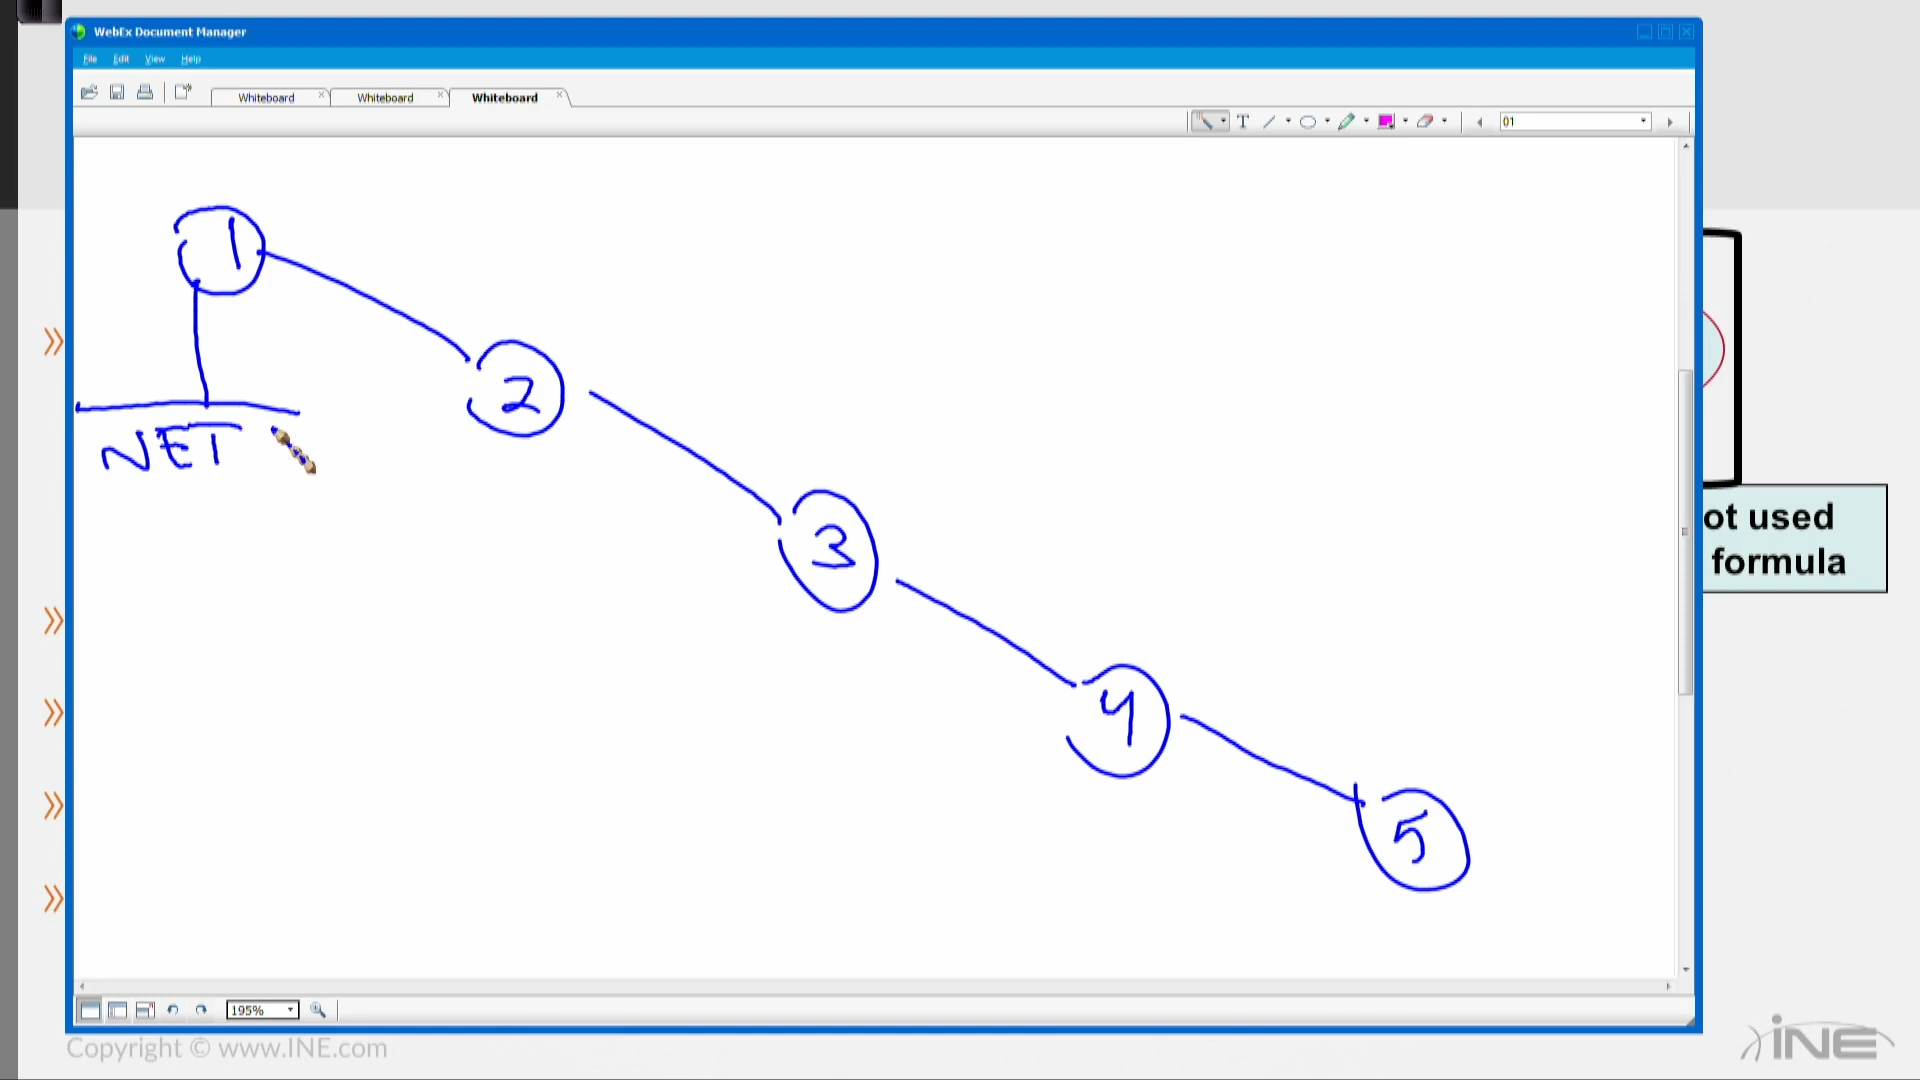 WebEx Document Manager
File Edit View Help
Whiteboard Whiteboard Whiteboard
T 01
1
2
NET
3
ot used
formula
4
5
195%
Copyright © www.INE.com
iNE